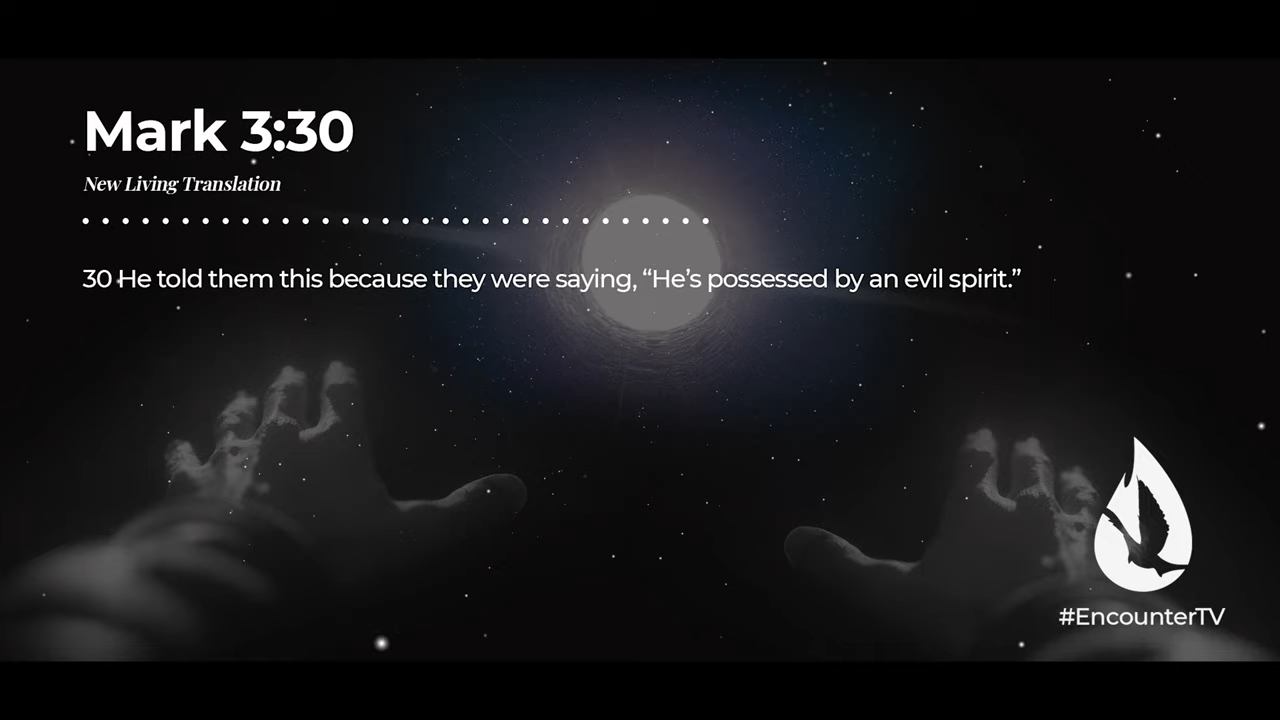 Mark 3:30
New Living Translation
30 He told them this because they were saying, “He’s possessed by an evil spirit.”
#EncounterTV